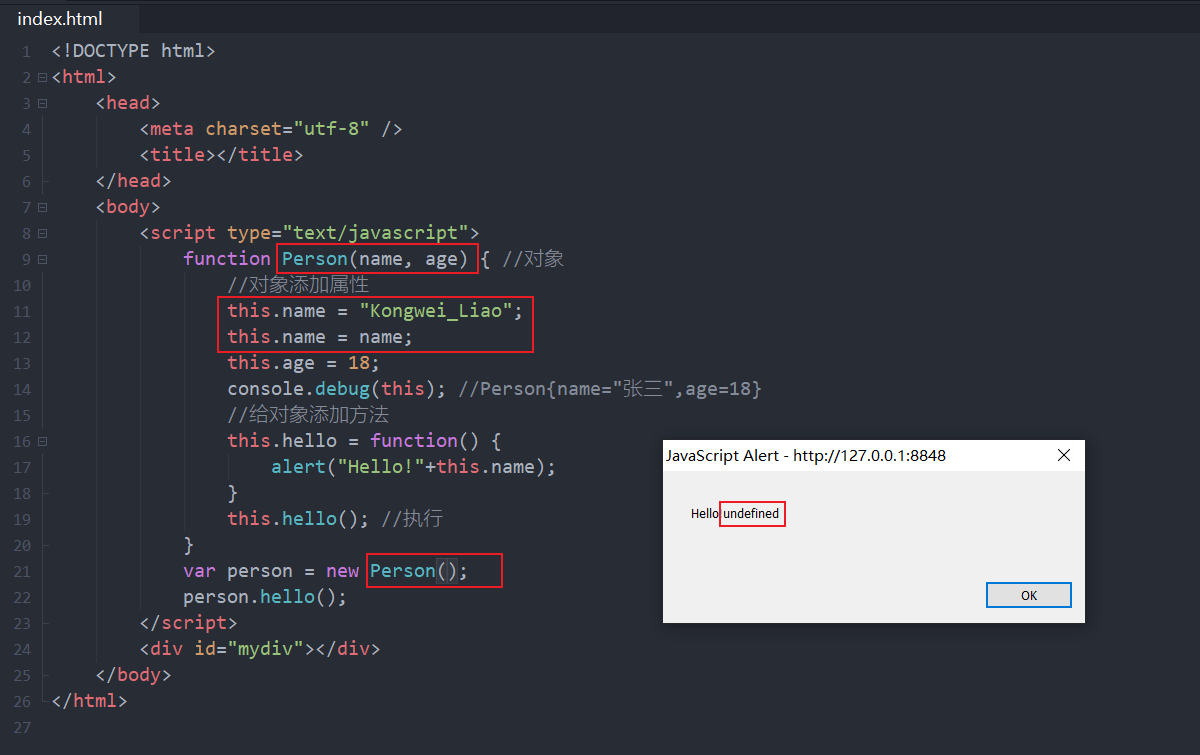 index.html
1 <!DOCTYPE html>
2 <html>
3 <head>
4 <meta charset="utf-8" />
5 <title></title>
6 </head>
7 <body>
8 <script type="text/javascript">
9 function Person(name, age) { //对象
10 //对象添加属性
11 this.name = "Kongwei_Liao";
12 this.name = name;
13 this.age = 18;
14 console.debug(this); //Person{name="张三",age=18}
15 //给对象添加方法
16 this.hello = function() {
17 alert("Hello!"+this.name);
18 }
19 this.hello(); //执行
20 }
21 var person = new Person();
22 person.hello();
23 </script>
24 <div id="mydiv"></div>
25 </body>
26 </html>
27
JavaScript Alert - http://127.0.0.1:8848
Hello undefined
OK